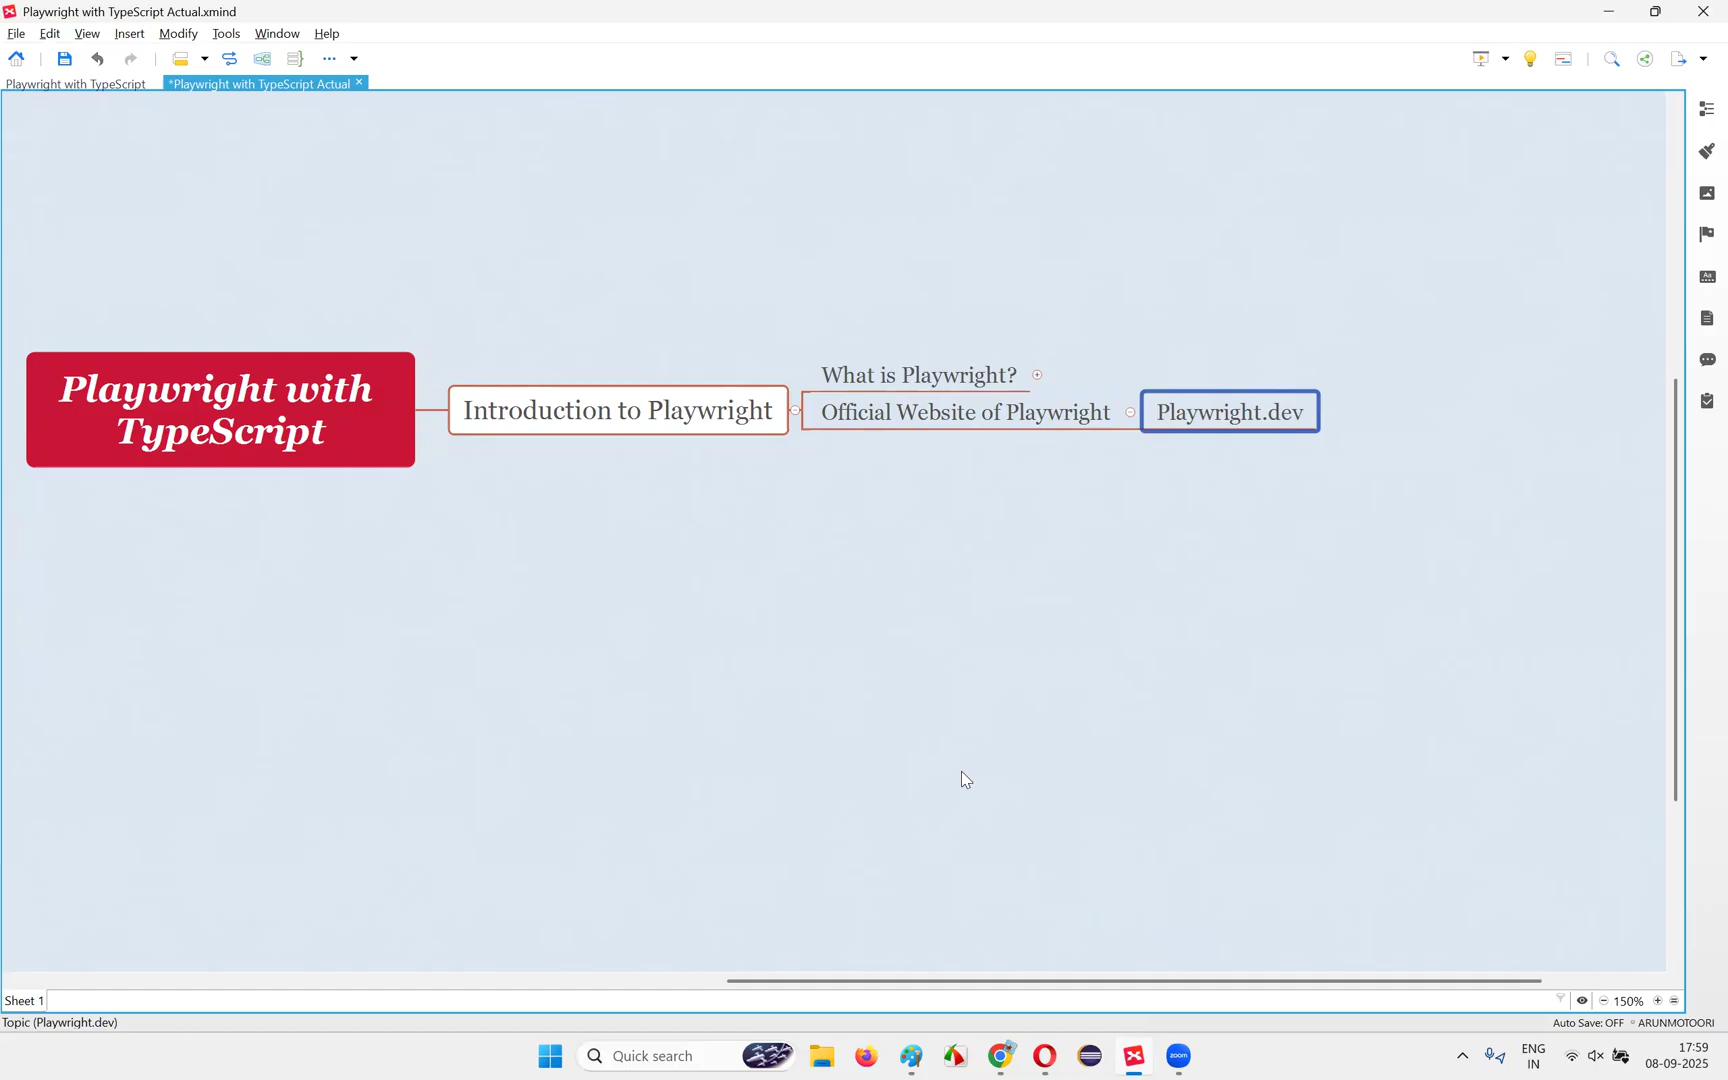 Playwright with TypeScript Actual.xmind
File Edit View Insert Modify Tools Window Help
Playwright with TypeScript
*Playwright with TypeScript Actual
Playwright with
TypeScript
Introduction to Playwright
What is Playwright?
Official Website of Playwright
Playwright.dev
Sheet 1
150%
Topic (Playwright.dev)
Auto Save: OFF
ARUNMOTOORI
Quick search
zoom
ENG
IN
17:59
08-09-2025